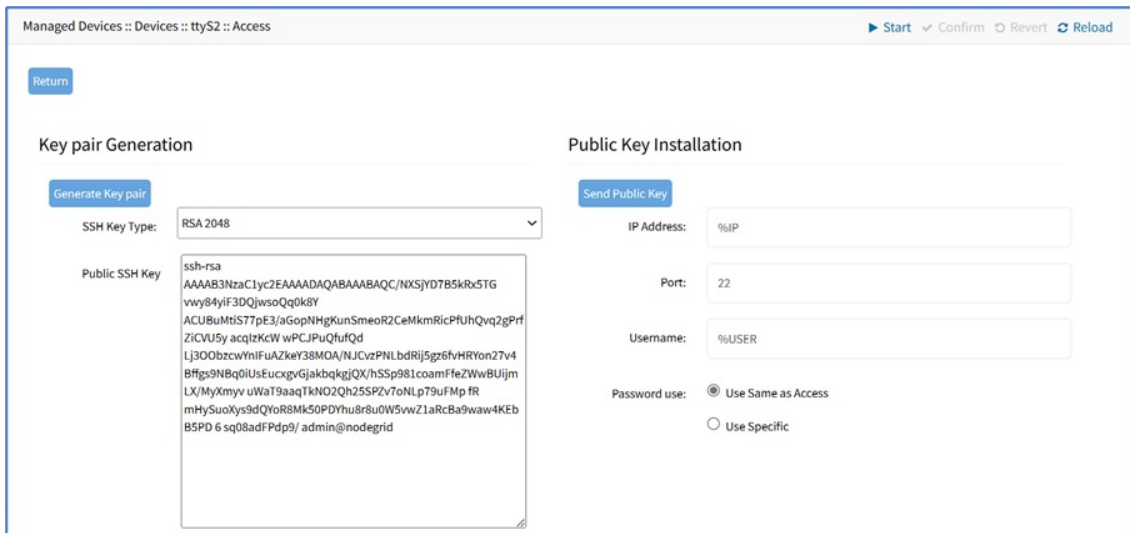 Managed Devices :: Devices :: ttyS2 :: Access
Start Confirm Revert Reload
Return
Key pair Generation
Generate Key pair
SSH Key Type: RSA 2048
Public SSH Key
ssh-rsa
AAAAB3NzaC1yc2EAAAADAQABAAABAQC/NXSjYD7B5kRx5TG
vwy84yiF3DQjwsoQq0k8Y
ACUBuMtiS77pE3/aGopNHgKunSmeoR2CeMkmRicPfUhQvq2gPrf
ZiCVU5y acqIzKcW wPCJPuQfufQd
Lj3OObzcwYnIFuAZkeY38MOA/NJCvzPNLbdRij5gz6fvHRYon27v4
Bffgs9NBq0iUsEucxgvGjakbqkgjQX/hSSp981coamFfeZWwBUijm
LX/MyXmyv uWaT9aaqTkNO2Qh25SPZv7oNLp79uFMp fR
mHySuoXys9dQYoR8Mk50PDYhu8r8u0W5vwZ1aRcBa9waw4KEb
B5PD 6 sq08adFPdp9/ admin@nodegrid
Public Key Installation
Send Public Key
IP Address: %IP
Port: 22
Username: %USER
Password use: Use Same as Access
Use Specific